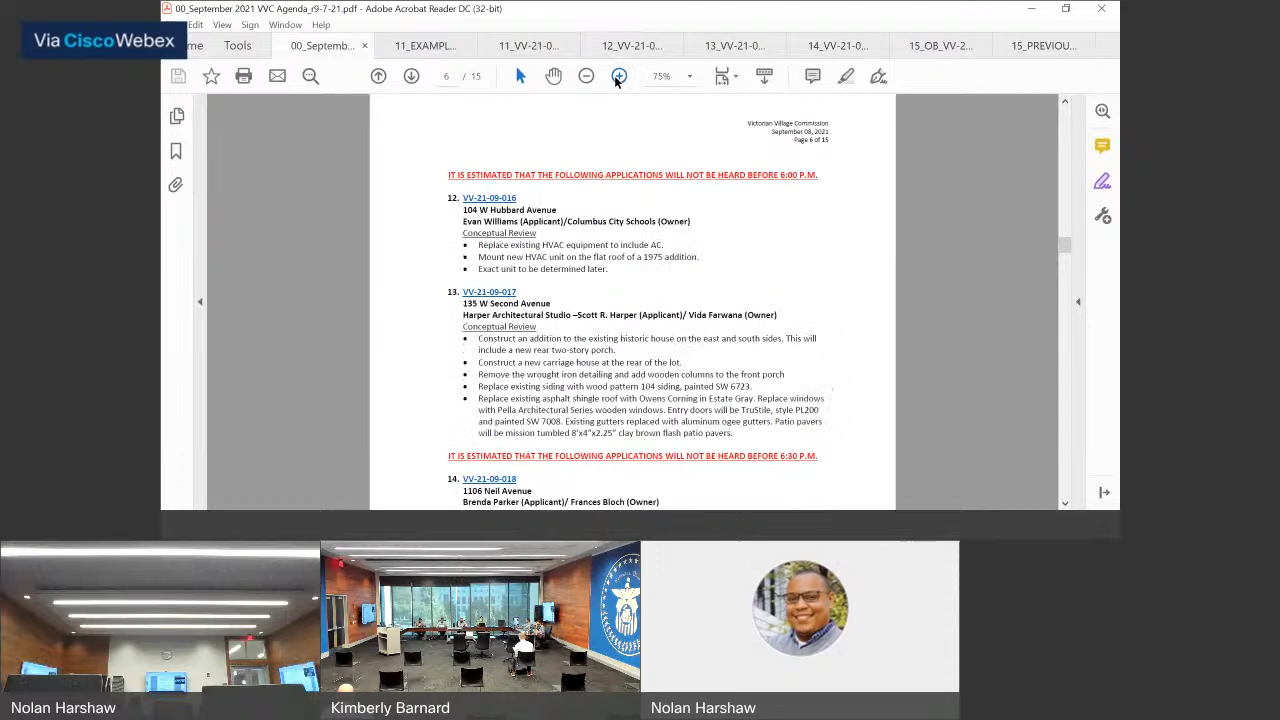 00_September 2021 VVC Agenda_r9-7-21.pdf - Adobe Acrobat Reader DC (32-bit)
Via CiscoWebex
Edit View Sign Window Help
me Tools 00_Septemb... × 11_EXAMPL... 11_VV-21-0... 12_VV-21-0... 13_VV-21-0... 14_VV-21-0... 15_OB_VV-2... 15_PREVIOU...
6 / 15 75%
Victorian Village Commission
September 08, 2021
Page 6 of 15
IT IS ESTIMATED THAT THE FOLLOWING APPLICATIONS WILL NOT BE HEARD BEFORE 6:00 P.M.
12. VV-21-09-016
104 W Hubbard Avenue
Evan Williams (Applicant)/Columbus City Schools (Owner)
Conceptual Review
• Replace existing HVAC equipment to include AC.
• Mount new HVAC unit on the flat roof of a 1975 addition.
• Exact unit to be determined later.
13. VV-21-09-017
135 W Second Avenue
Harper Architectural Studio –Scott R. Harper (Applicant)/ Vida Farwana (Owner)
Conceptual Review
• Construct an addition to the existing historic house on the east and south sides. This will
include a new rear two-story porch.
• Construct a new carriage house at the rear of the lot.
• Remove the wrought iron detailing and add wooden columns to the front porch
• Replace existing siding with wood pattern 104 siding, painted SW 6723.
• Replace existing asphalt shingle roof with Owens Corning in Estate Gray. Replace windows
with Pella Architectural Series wooden windows. Entry doors will be TruStile, style PL200
and painted SW 7008. Existing gutters replaced with aluminum ogee gutters. Patio pavers
will be mission tumbled 8'x4"x2.25" clay brown flash patio pavers.
IT IS ESTIMATED THAT THE FOLLOWING APPLICATIONS WILL NOT BE HEARD BEFORE 6:30 P.M.
14. VV-21-09-018
1106 Neil Avenue
Brenda Parker (Applicant)/ Frances Bloch (Owner)
Nolan Harshaw
Kimberly Barnard
Nolan Harshaw